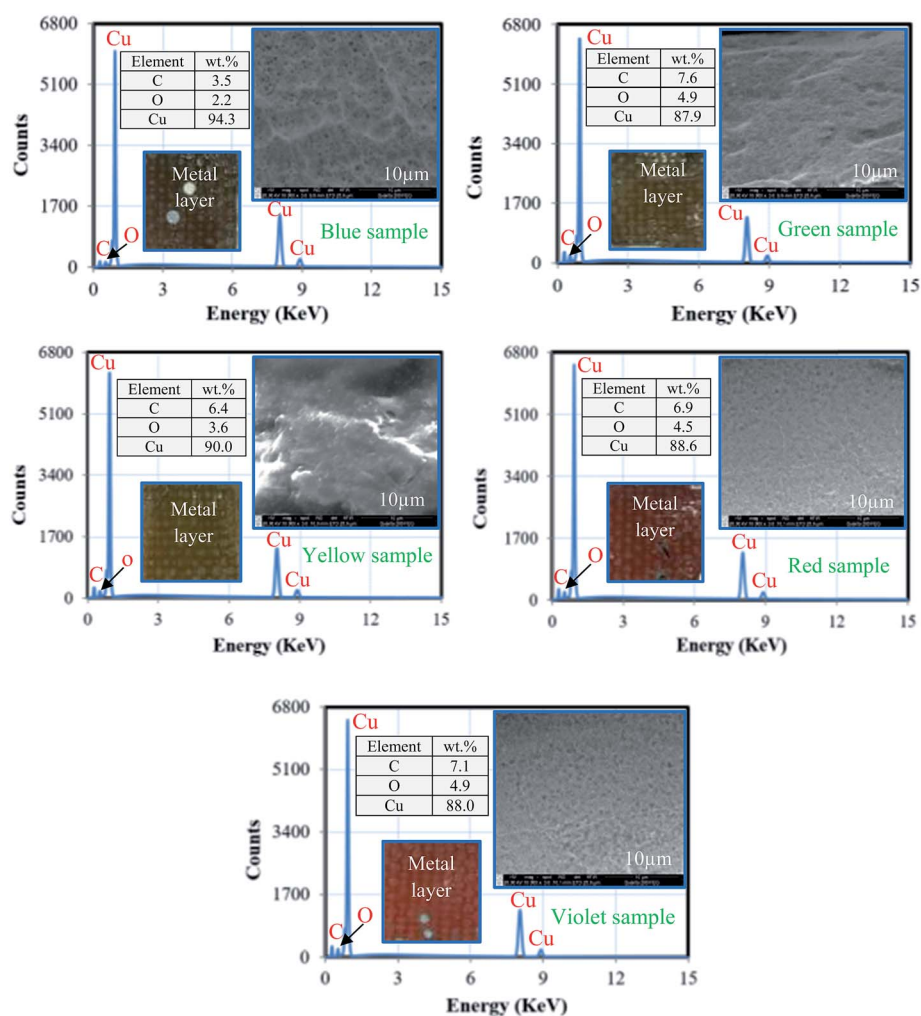 6800
5100
3400
1700
0
Counts
Cu
Element wt.%
C 3.5
O 2.2
Cu 94.3
10µm
Metal
layer
C O
Cu
Cu
Blue sample
0 3 6 9 12 15
Energy (KeV)
6800
5100
3400
1700
0
Counts
Cu
Element wt.%
C 7.6
O 4.9
Cu 87.9
10µm
Metal
layer
C O
Cu
Cu
Green sample
0 3 6 9 12 15
Energy (KeV)
6800
5100
3400
1700
0
Counts
Cu
Element wt.%
C 6.4
O 3.6
Cu 90.0
10µm
Metal
layer
C o
Cu
Cu
Yellow sample
0 3 6 9 12 15
Energy (KeV)
6800
5100
3400
1700
0
Counts
Cu
Element wt.%
C 6.9
O 4.5
Cu 88.6
10µm
Metal
layer
C O
Cu
Cu
Red sample
0 3 6 9 12 15
Energy (KeV)
6800
5100
3400
1700
0
Counts
Cu
Element wt.%
C 7.1
O 4.9
Cu 88.0
10µm
Metal
layer
C O
Cu
Cu
Violet sample
0 3 6 9 12 15
Energy (KeV)